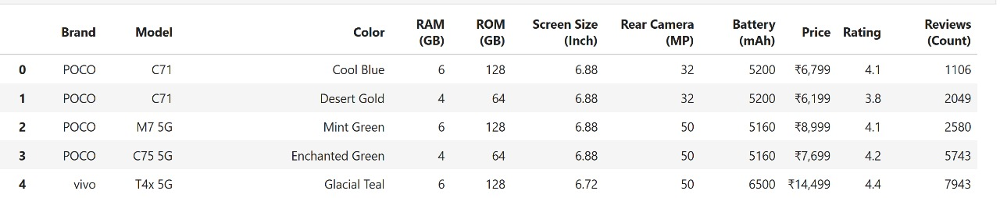 Brand Model Color RAM (GB) ROM (GB) Screen Size (Inch) Rear Camera (MP) Battery (mAh) Price Rating Reviews (Count)
0 POCO C71 Cool Blue 6 128 6.88 32 5200 ₹6,799 4.1 1106
1 POCO C71 Desert Gold 4 64 6.88 32 5200 ₹6,199 3.8 2049
2 POCO M7 5G Mint Green 6 128 6.88 50 5160 ₹8,999 4.1 2580
3 POCO C75 5G Enchanted Green 4 64 6.88 50 5160 ₹7,699 4.2 5743
4 vivo T4x 5G Glacial Teal 6 128 6.72 50 6500 ₹14,499 4.4 7943